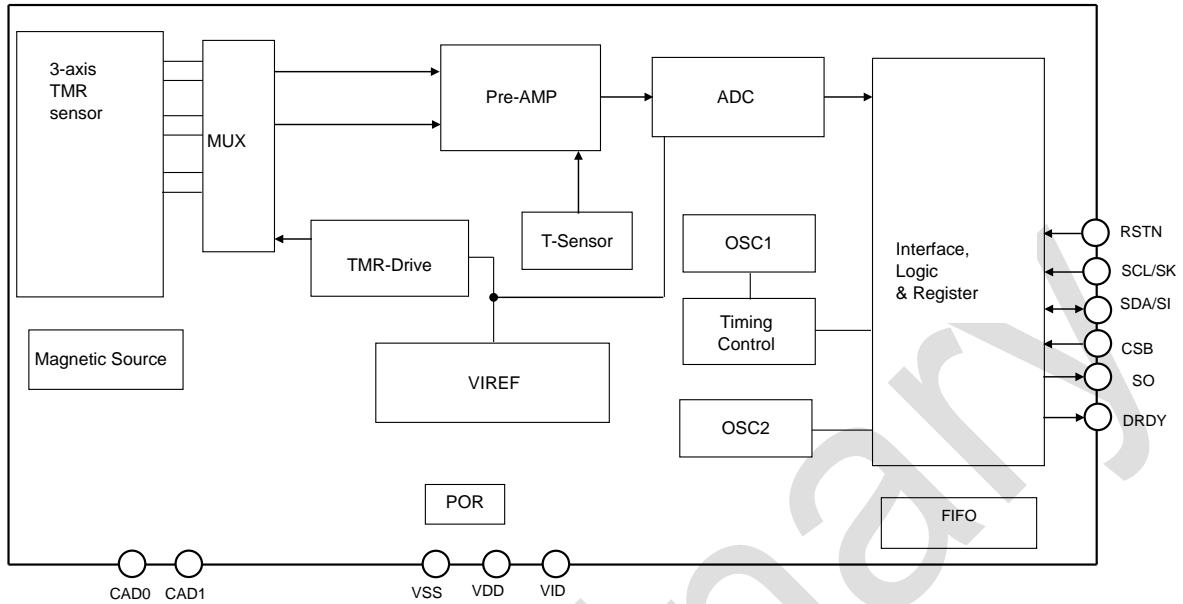 3-axis
TMR
sensor
MUX
Pre-AMP
ADC
T-Sensor
TMR-Drive
OSC1
Interface,
Logic
& Register
Timing
Control
Magnetic Source
VIREF
OSC2
POR
FIFO
RSTN
SCL/SK
SDA/SI
CSB
SO
DRDY
CAD0
CAD1
VSS
VDD
VID
inary